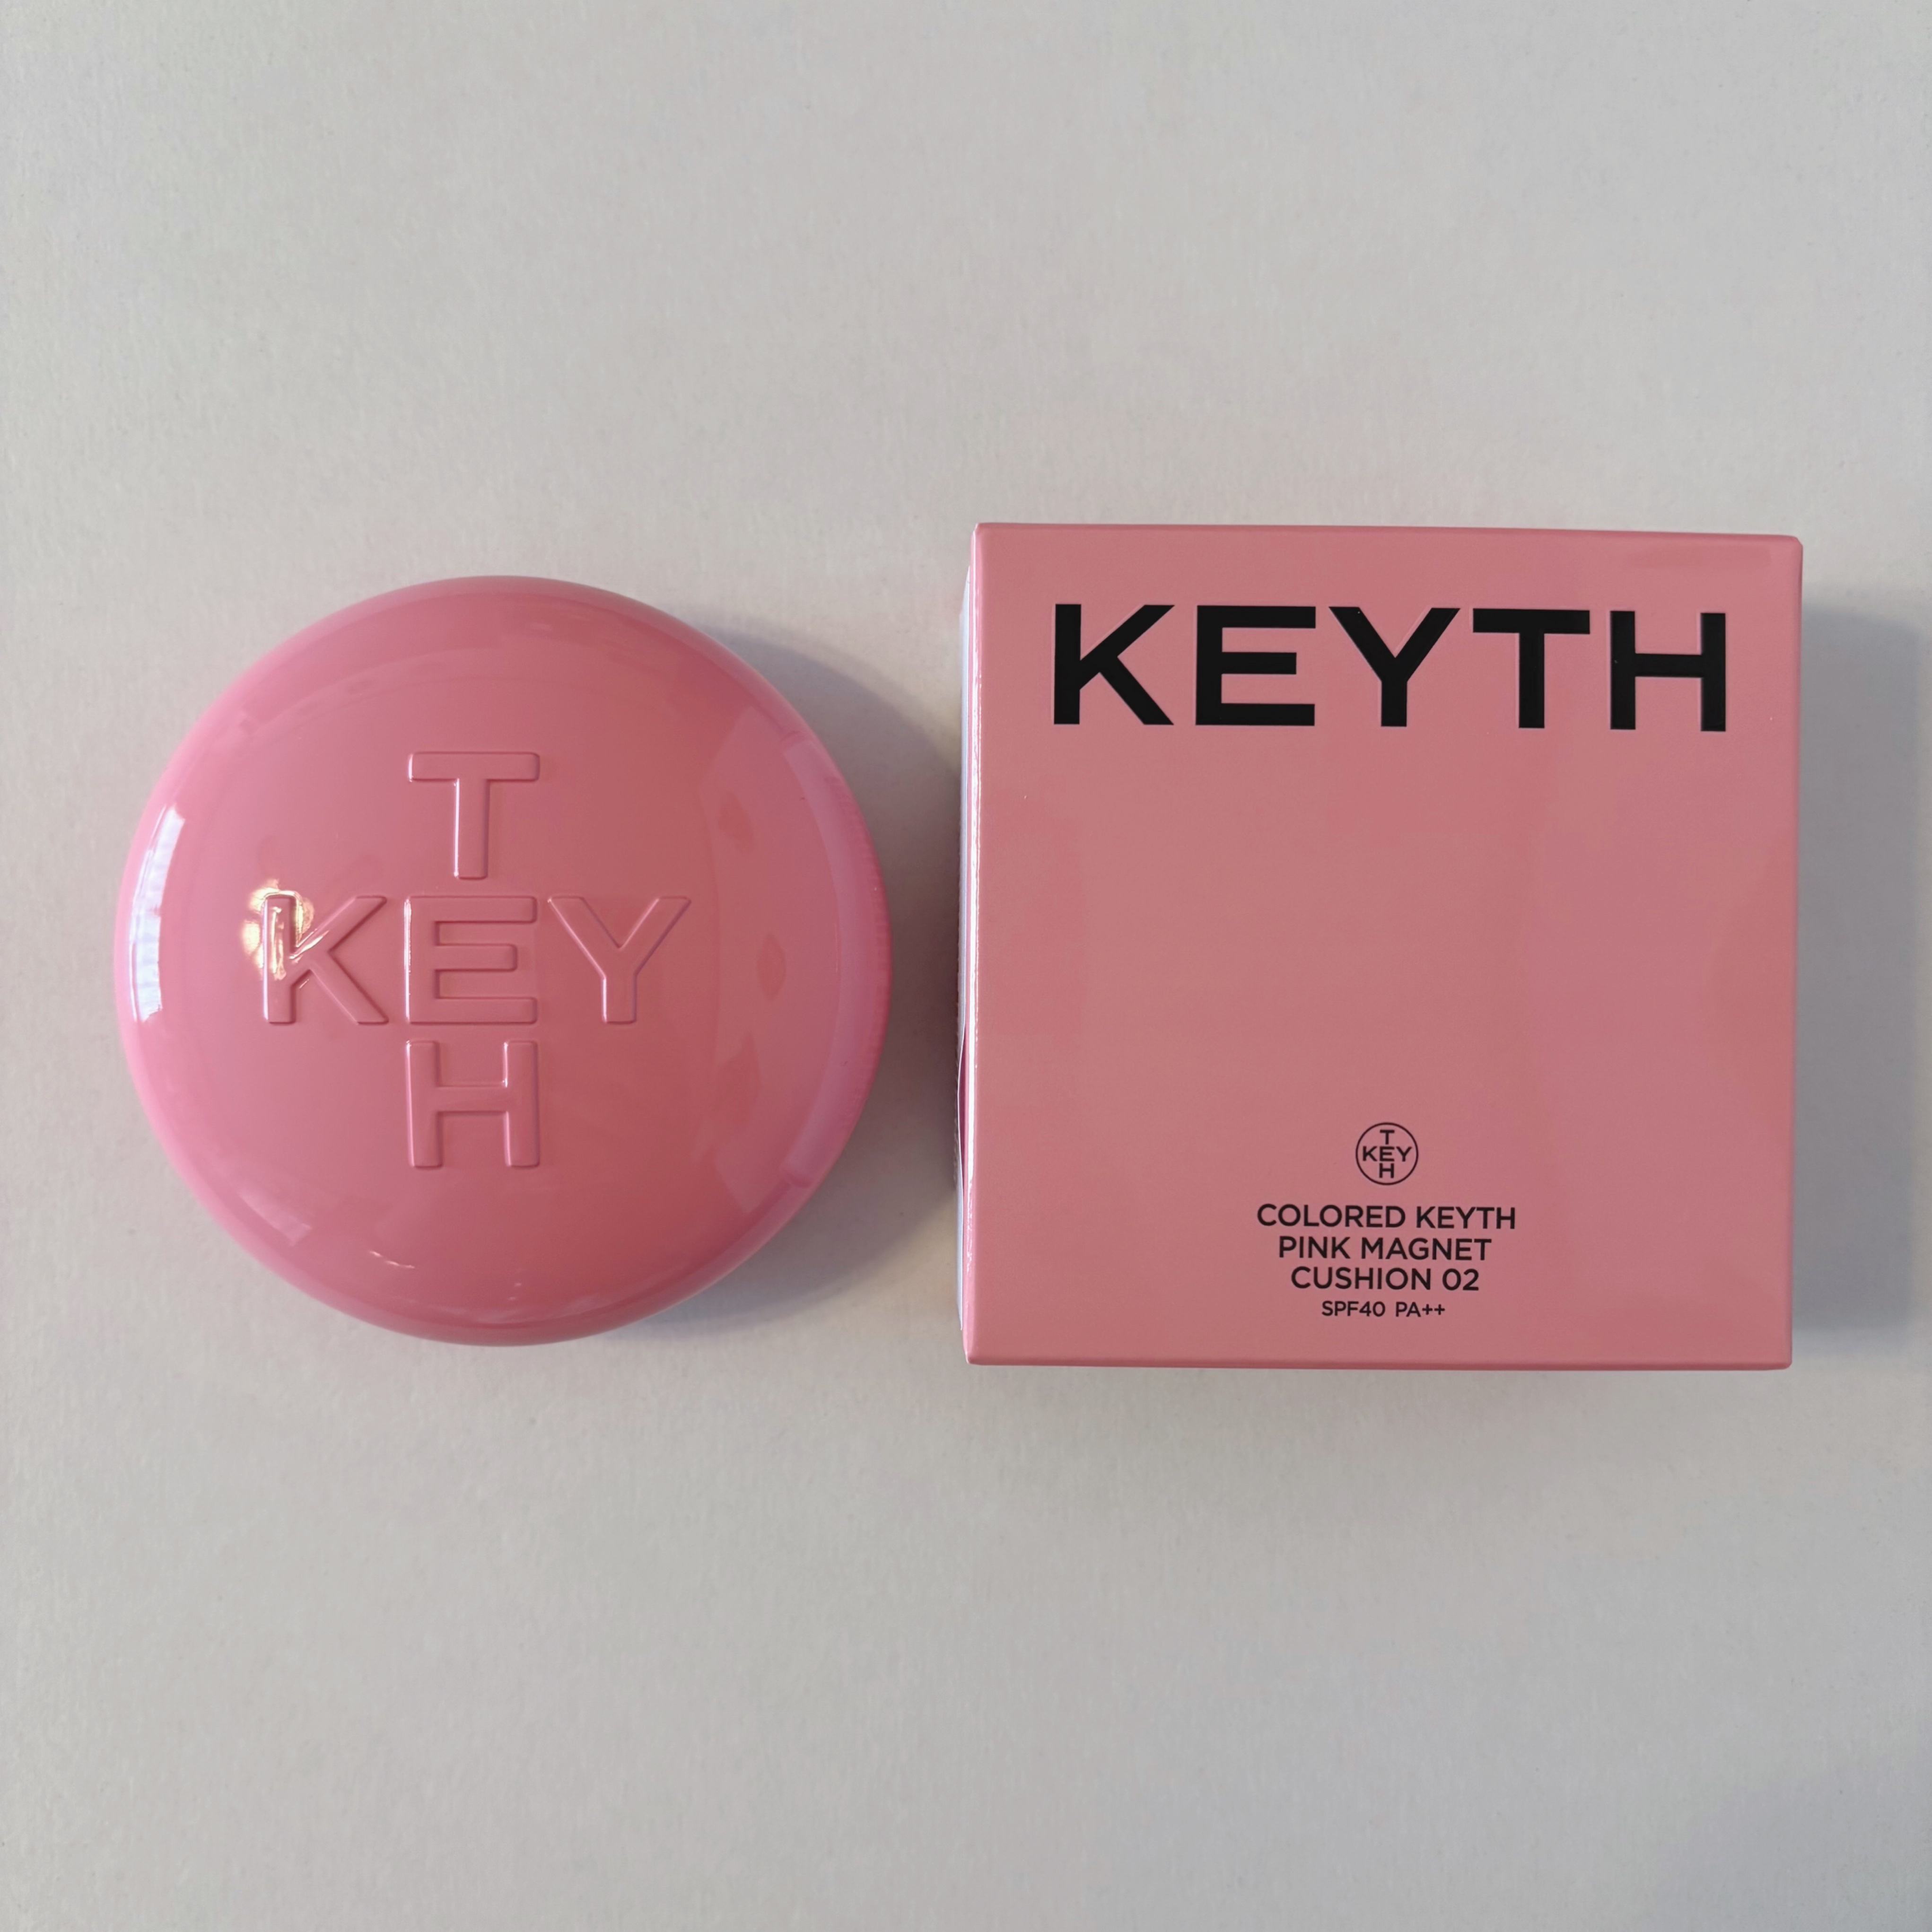 T
KEY
H
KEYTH
T
KEY
H
COLORED KEYTH
PINK MAGNET
CUSHION 02
SPF40 PA++